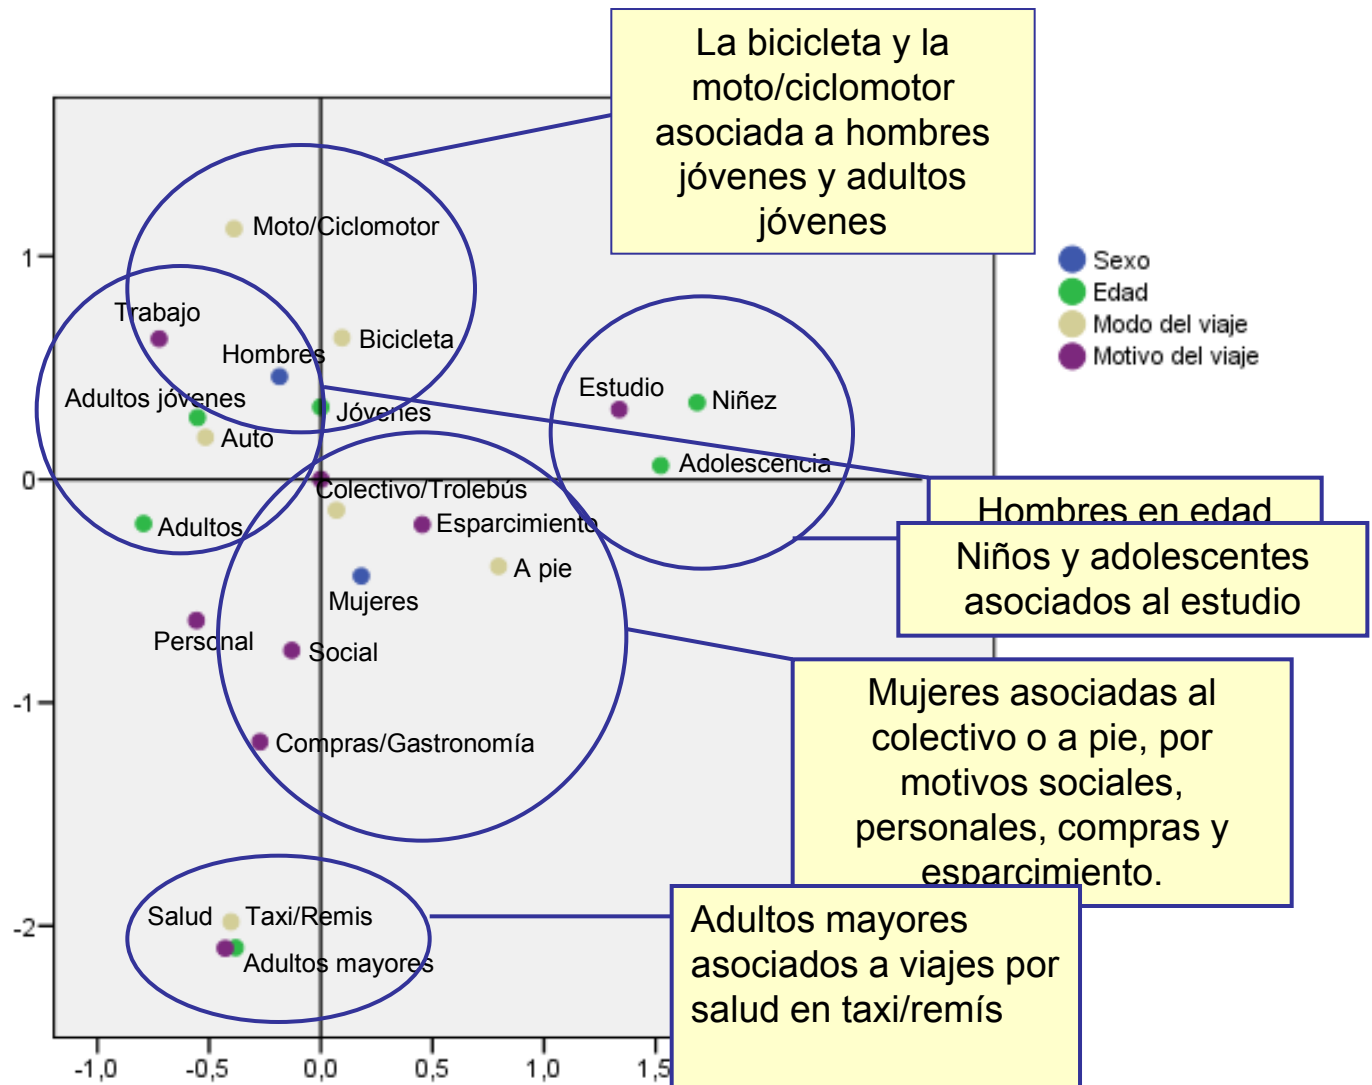 La bicicleta y la
moto/ciclomotor
asociada a hombres
jóvenes y adultos
jóvenes
Sexo
Edad
Modo del viaje
Motivo del viaje
Moto/Ciclomotor
Trabajo
Bicicleta
Hombres
Adultos jóvenes
Jóvenes
Auto
Estudio
Niñez
Adolescencia
Colectivo/Trolebús
Esparcimiento
Adultos
A pie
Mujeres
Personal
Social
Compras/Gastronomía
Salud
Taxi/Remis
Adultos mayores
Hombres en edad
Niños y adolescentes
asociados al estudio
Mujeres asociadas al
colectivo o a pie, por
motivos sociales,
personales, compras y
esparcimiento.
Adultos mayores
asociados a viajes por
salud en taxi/remís
1
0
-1
-2
-1,0
-0,5
0,0
0,5
1,0
1,5